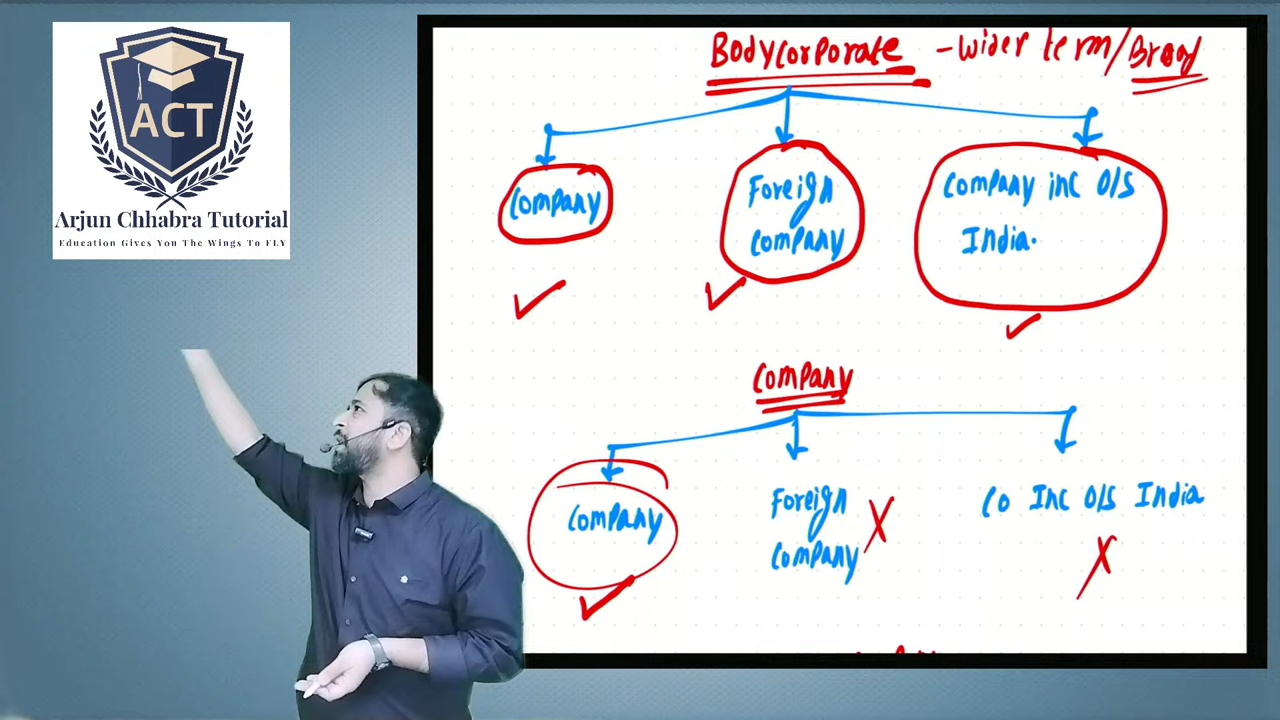 ACT
Arjun Chhabra Tutorial
Education Gives You The Wings To FLY
Bodycorporate - wider term/Broad
Company
Foreign
Company
Company inc O/S
India.
Company
Company
Foreign
Company
X
Co Inc O/S India
X